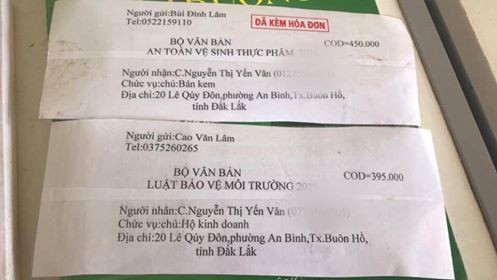 Người gửi:Bùi Đình Lâm
Tel:0522159110
ĐÃ KÈM HÓA ĐƠN
BỘ VĂN BẢN
AN TOÀN VỆ SINH THỰC PHẨM
COD=450.000
Người nhận:C.Nguyễn Thị Yến Vân
Chức vụ:chủ:Bán kem
Địa chỉ:20 Lê Qúy Đôn,phường An Bình,Tx.Buôn Hồ,
tỉnh Đắk Lắk
Người gửi:Cao Văn Lâm
Tel:0375260265
BỘ VĂN BẢN
LUẬT BẢO VỆ MÔI TRƯỜNG
COD=395.000
Người nhân:C.Nguyễn Thị Yến Vân
Chức vụ:chủ:Hộ kinh doanh
Địa chỉ:20 Lê Qúy Đôn,phường An Bình,Tx.Buôn Hồ,
tỉnh Đắk Lắk